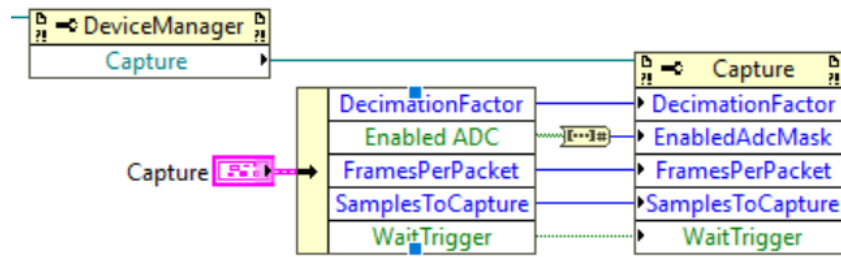 DeviceManager
Capture
Capture
DecimationFactor
DecimationFactor
Enabled ADC
[···]#
EnabledAdcMask
Capture
FramesPerPacket
FramesPerPacket
SamplesToCapture
SamplesToCapture
WaitTrigger
WaitTrigger